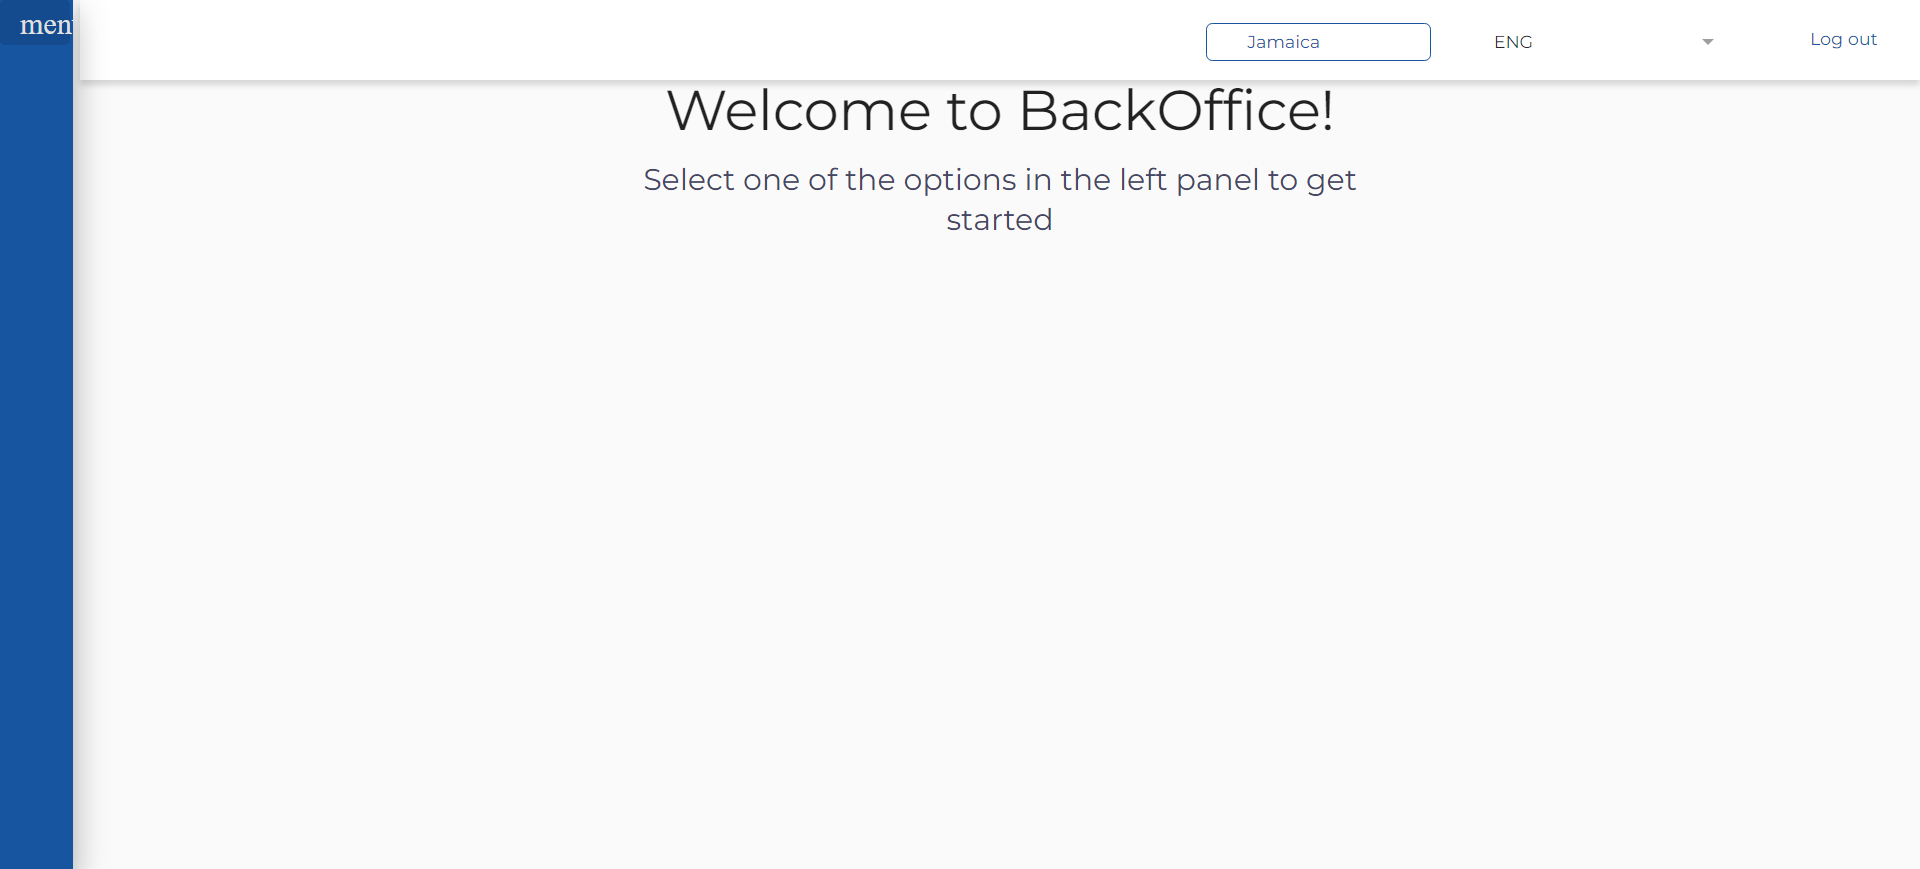 men
Jamaica
ENG
Log out
Welcome to BackOffice!
Select one of the options in the left panel to get
started